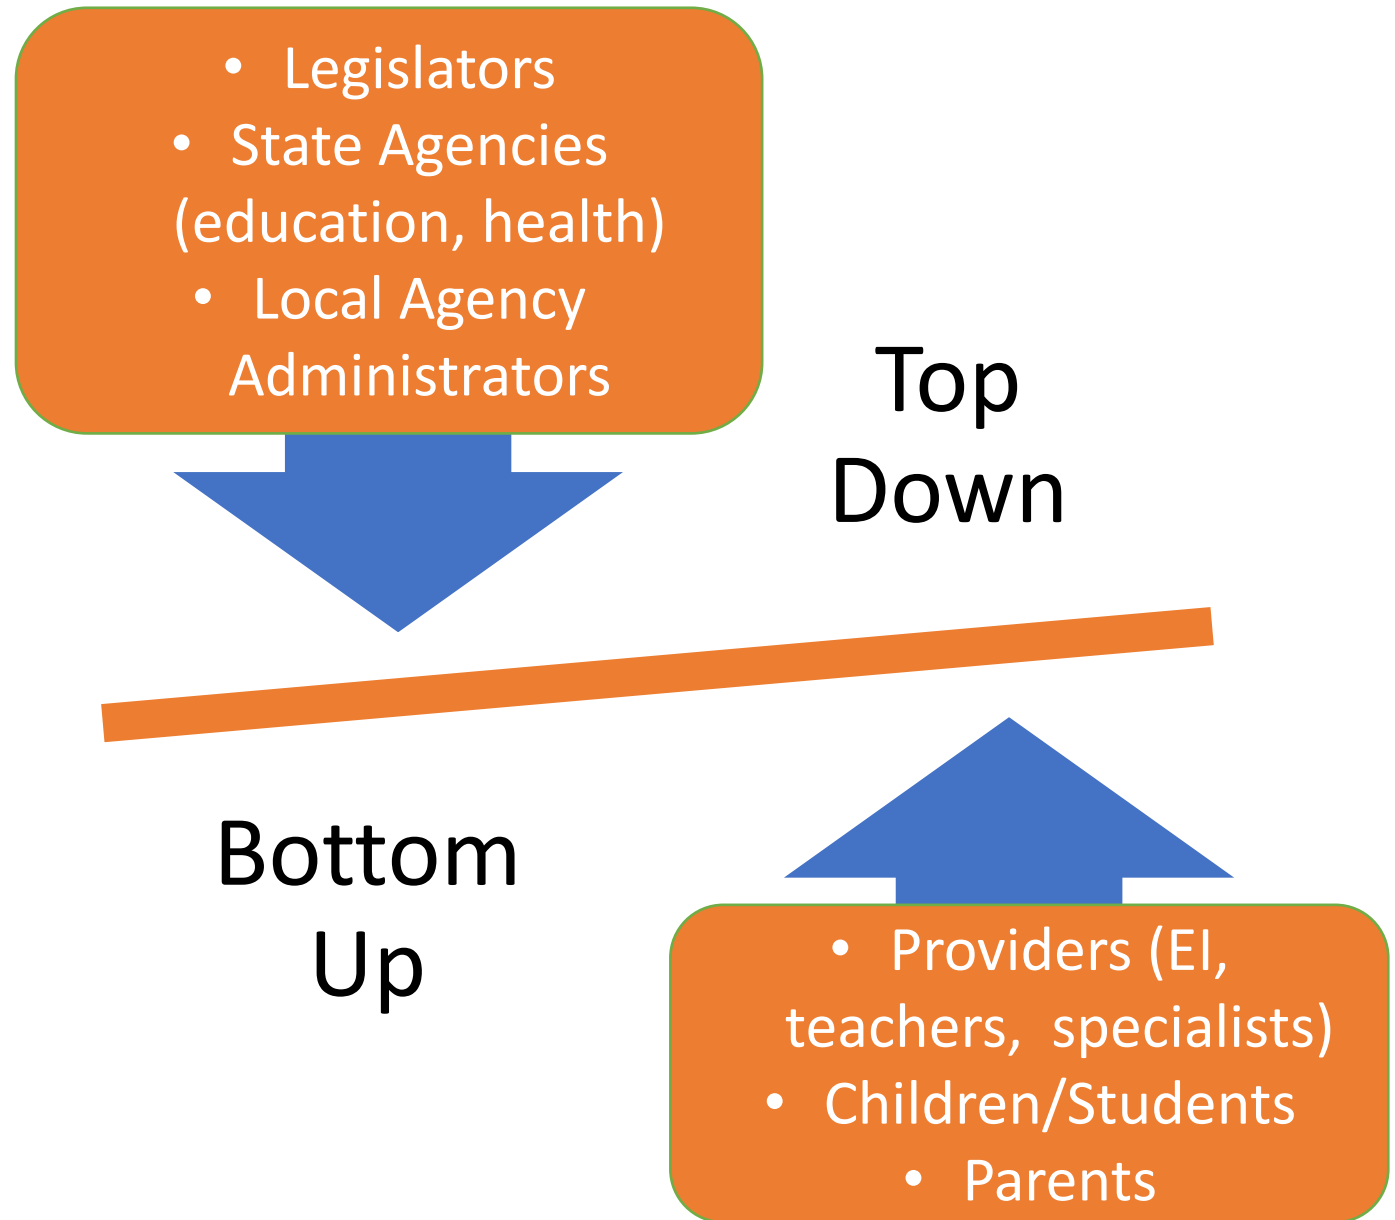 • Legislators
• State Agencies
(education, health)
• Local Agency
Administrators
Top
Down
Bottom
Up
• Providers (EI,
teachers,  specialists)
• Children/Students
• Parents